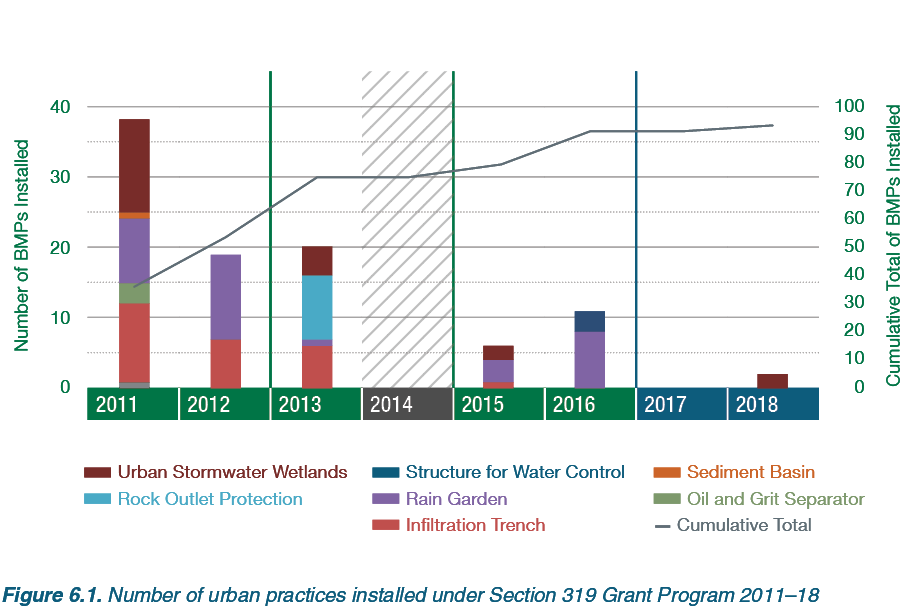 Number of BMPs Installed
40
30
20
10
0
100
90
80
70
60
50
40
30
20
10
0
Cumulative Total of BMPs Installed
2011 2012 2013 2014 2015 2016 2017 2018
Urban Stormwater Wetlands Structure for Water Control Sediment Basin
Rock Outlet Protection Rain Garden Oil and Grit Separator
Infiltration Trench Cumulative Total
Figure 6.1. Number of urban practices installed under Section 319 Grant Program 2011–18